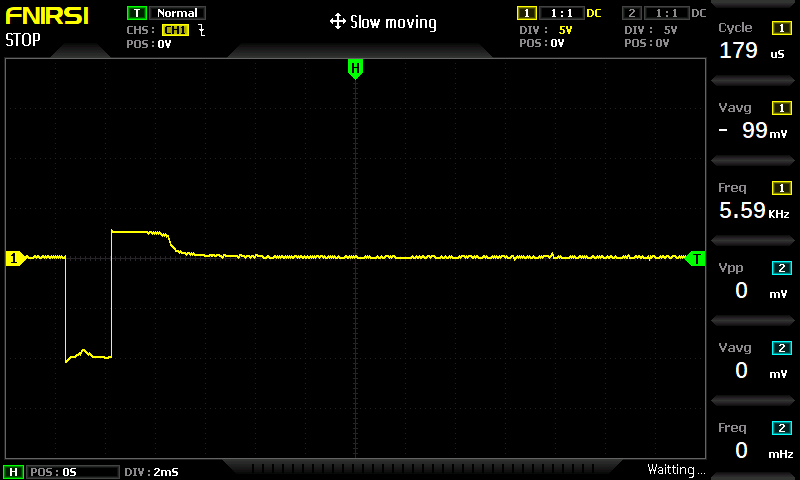 FNIRSI
STOP
T Normal
CHS: CH1
POS: 0V
Slow moving
1 1:1 DC
DIV: 5V
POS: 0V
2 1:1 DC
DIV: 5V
POS: 0V
H
1
T
Cycle 1
179 uS
Vavg 1
- 99 mV
Freq 1
5.59 KHz
Vpp 2
0 mV
Vavg 2
0 mV
Freq 2
0 mHz
H POS: 0S DIV: 2mS
Waitting...